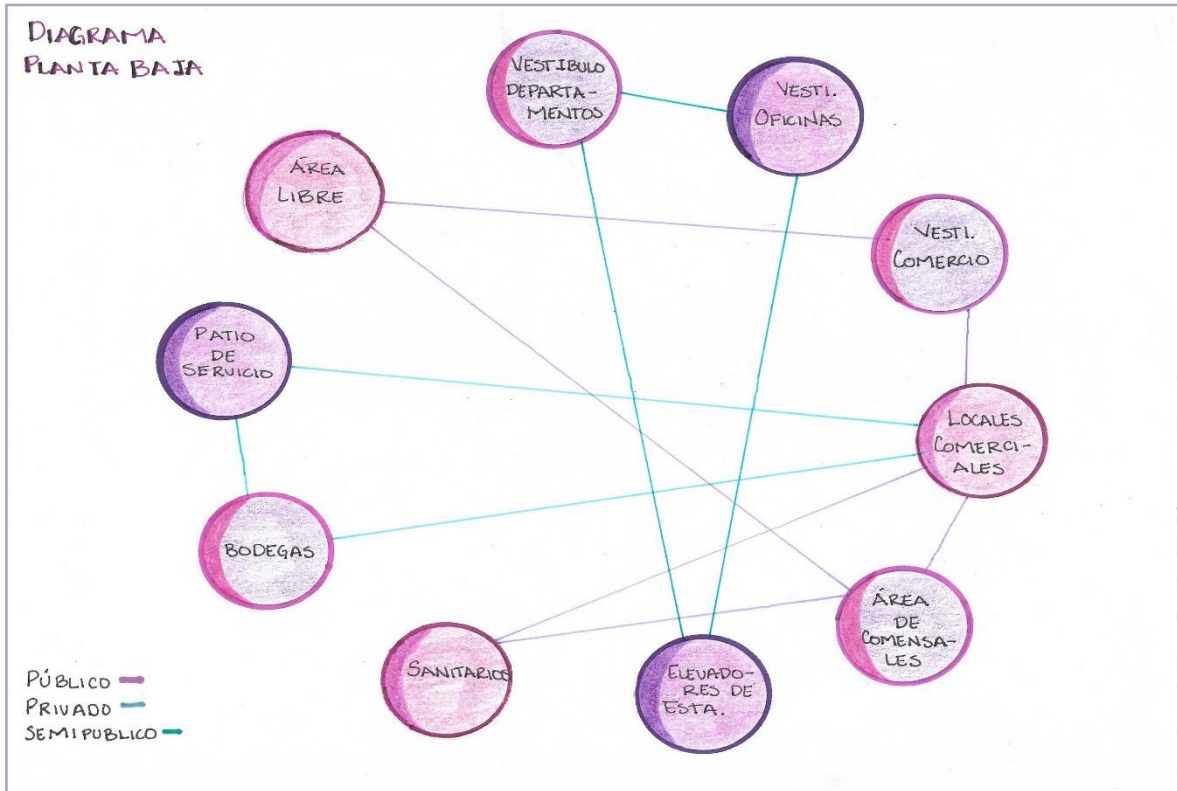 DIAGRAMA
PLANTA BAJA
VESTIBULO
DEPARTA-
MENTOS
VESTI.
OFICINAS
ÁREA
LIBRE
VESTI.
COMERCIO
PATIO
DE
SERVICIO
LOCALES
COMERCI-
ALES
BODEGAS
ÁREA
DE
COMENSA-
LES
SANITARIOS
ELEVADO-
RES DE
ESTA.
PÚBLICO
PRIVADO
SEMIPUBLICO